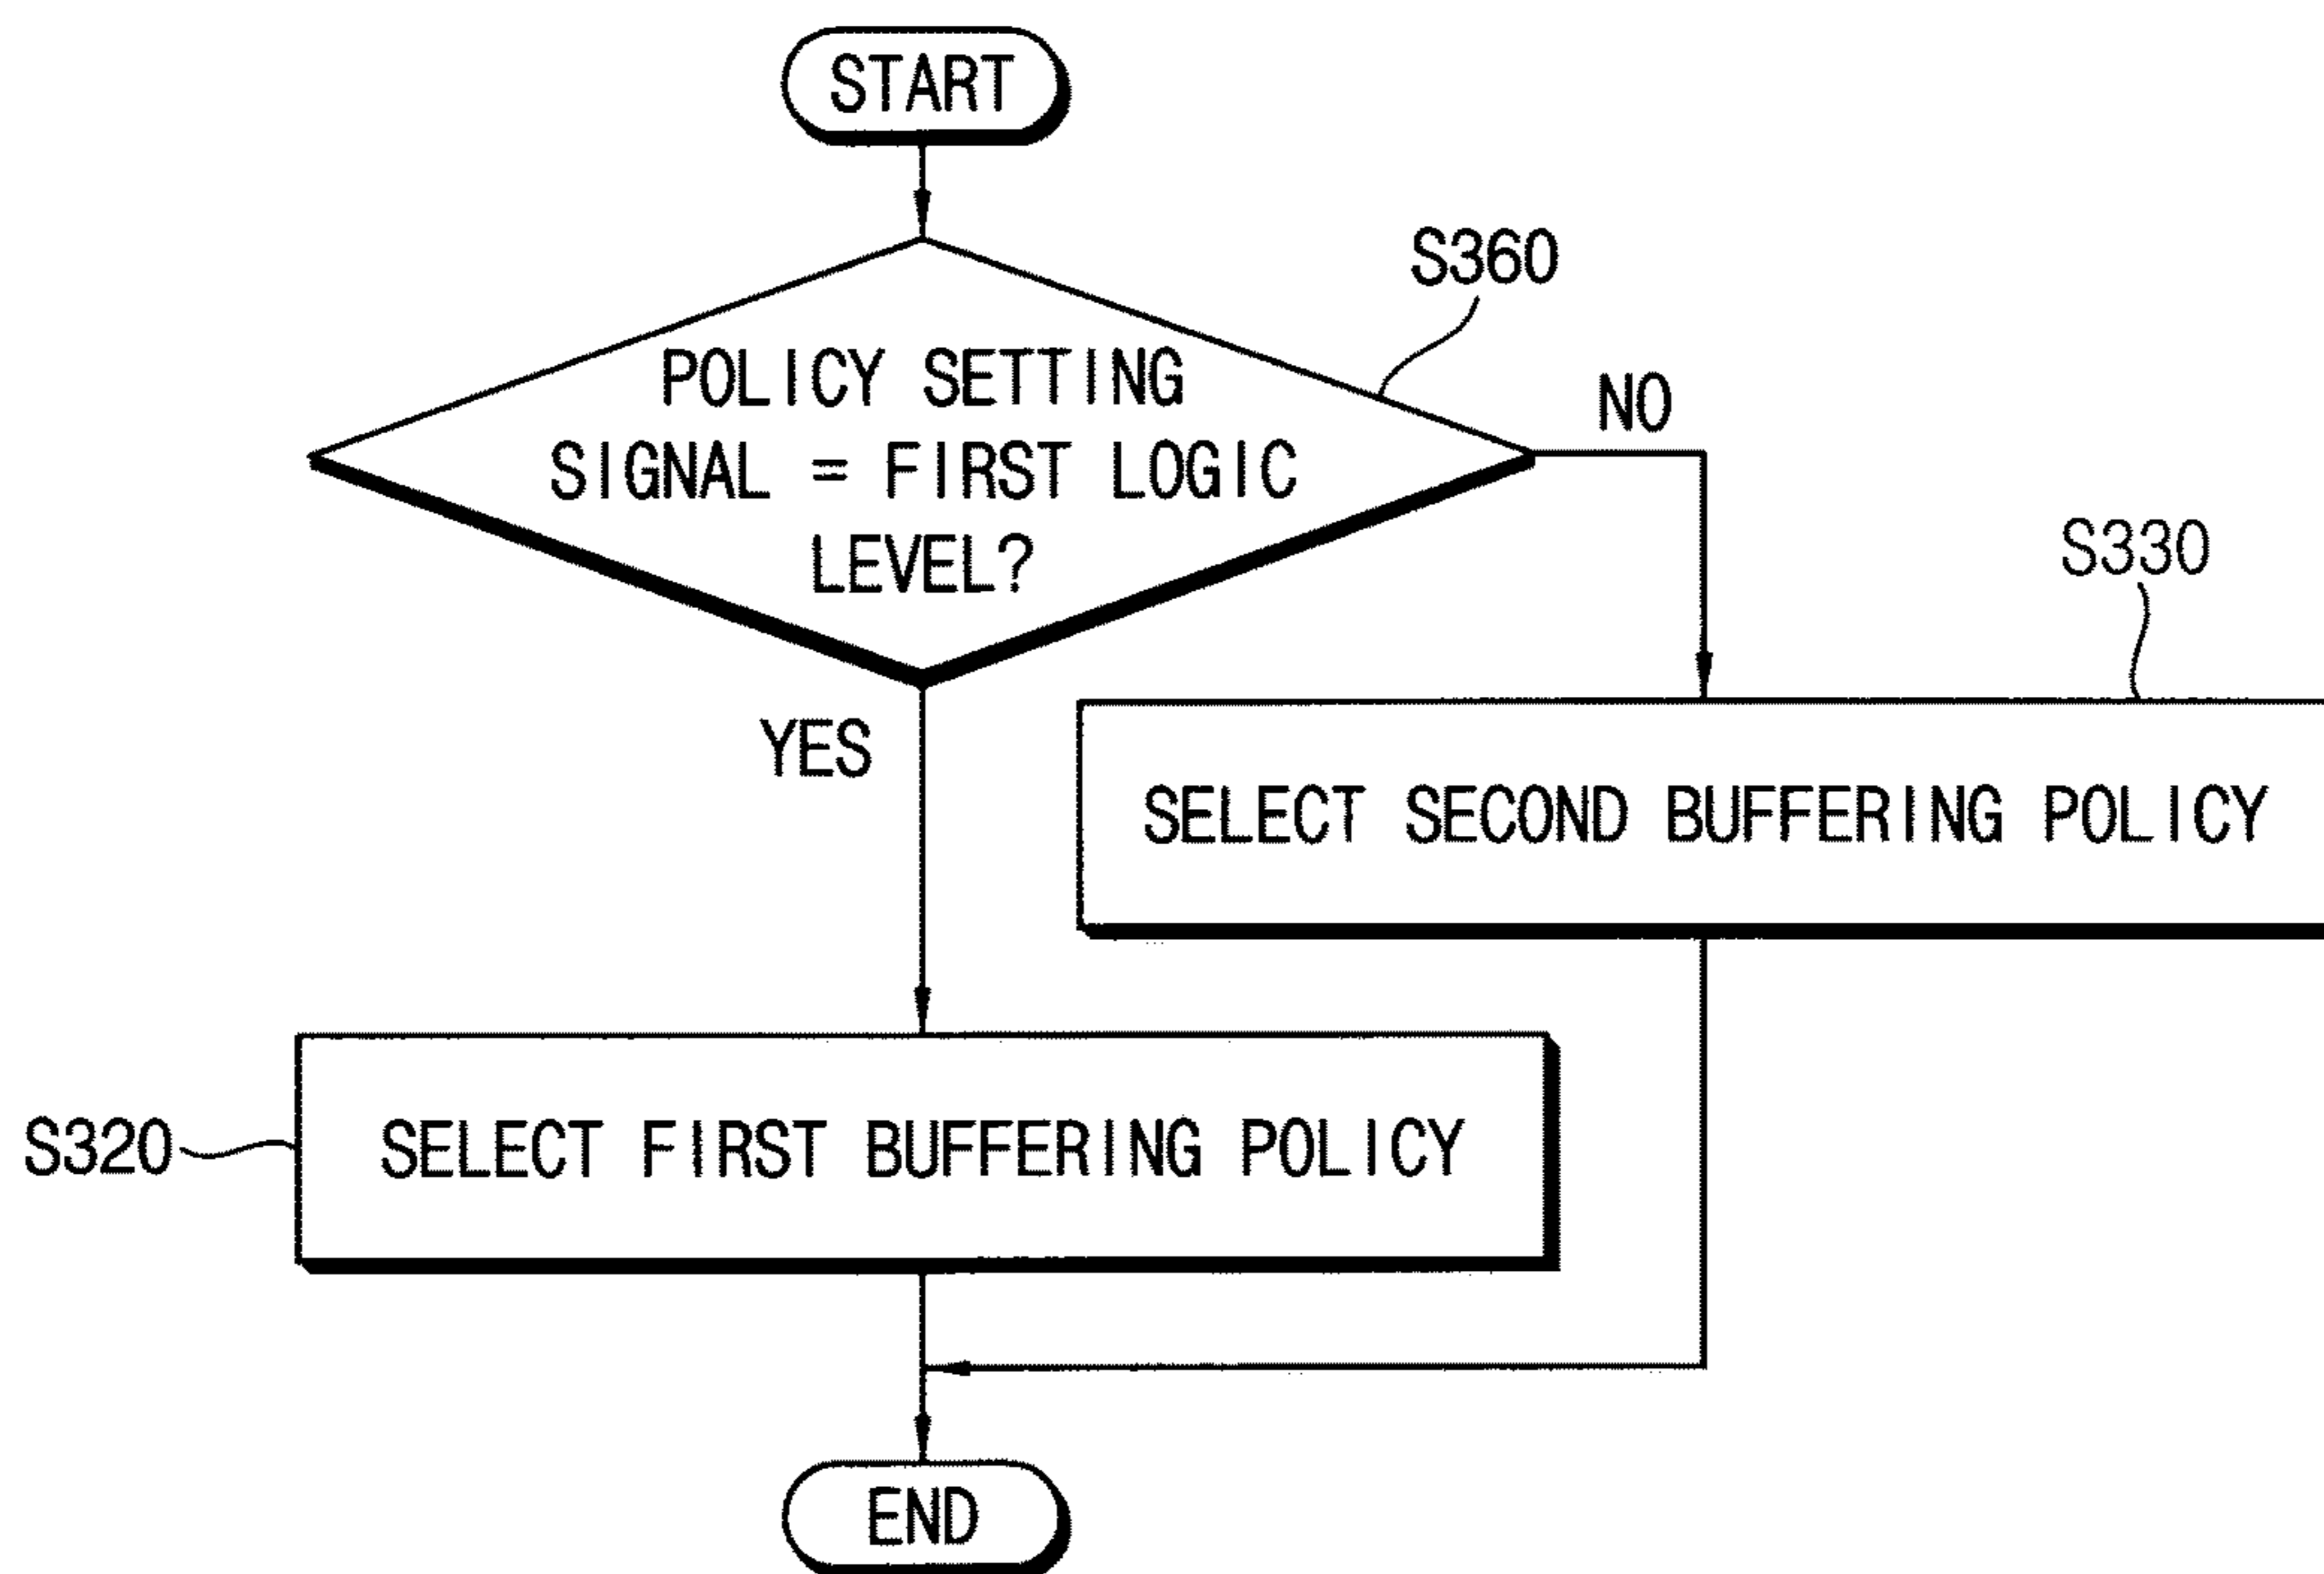 START
S360
POLICY SETTING
SIGNAL = FIRST LOGIC
LEVEL?
NO
YES
S330
SELECT SECOND BUFFERING POLICY
S320
SELECT FIRST BUFFERING POLICY
END